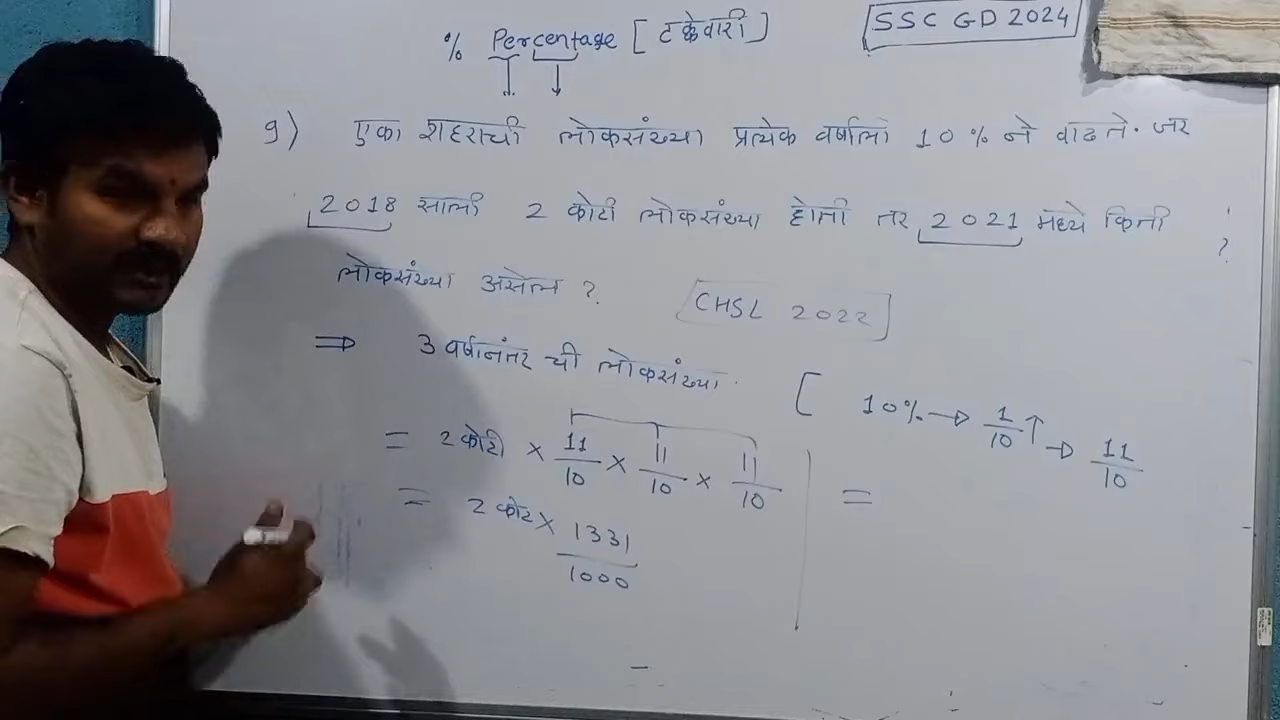 % Percentage [ टक्केवारी ]
SSC GD 2024
9) एका शहराची लोकसंख्या प्रत्येक वर्षाला 10 % ने वाढते. जर
2018 साली 2 कोटी लोकसंख्या होती तर 2021 मध्ये किती
लोकसंख्या असेल ?
?
CHSL 2022
⇒ 3 वर्षानंतर ची लोकसंख्या.
[ 10% → 1/10 ↑ → 11/10
= 2 कोटी × 11/10 × 11/10 × 11/10
=
= 2 कोटी × 1331/1000